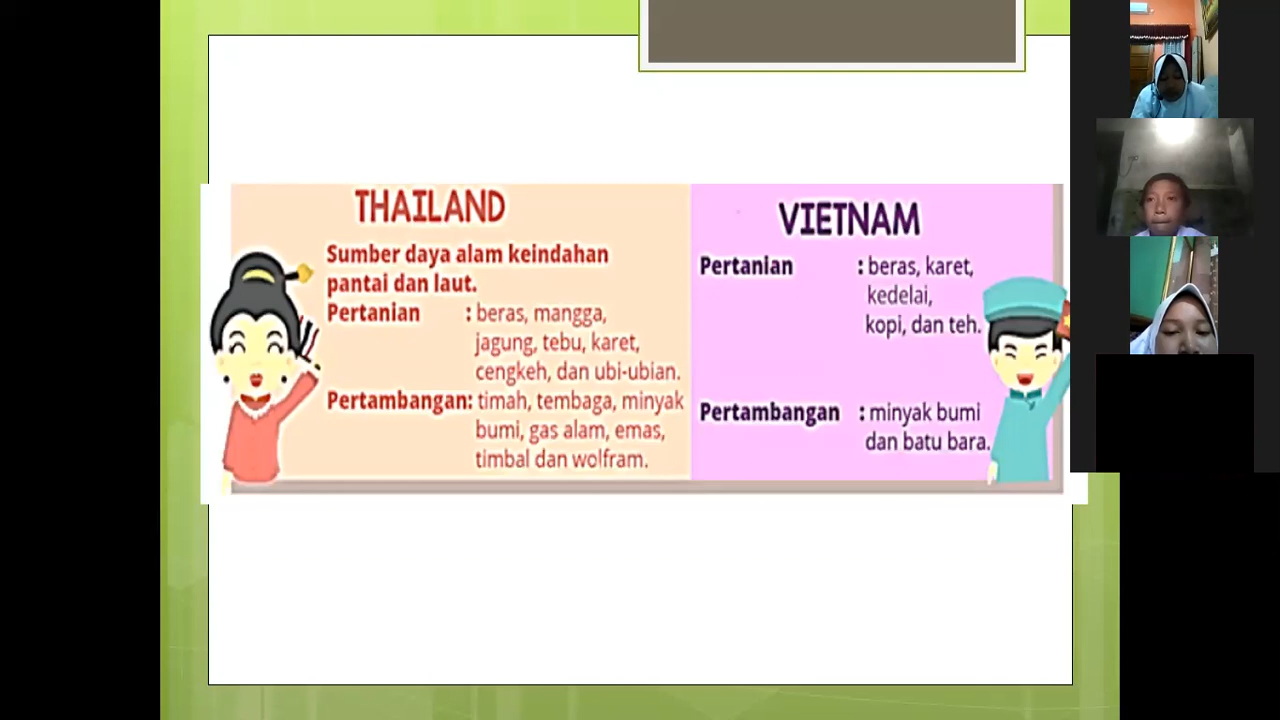 THAILAND
Sumber daya alam keindahan
pantai dan laut.
Pertanian : beras, mangga,
jagung, tebu, karet,
cengkeh, dan ubi-ubian.
Pertambangan: timah, tembaga, minyak
bumi, gas alam, emas,
timbal dan wolfram.
VIETNAM
Pertanian : beras, karet,
kedelai,
kopi, dan teh.
Pertambangan : minyak bumi
dan batu bara.